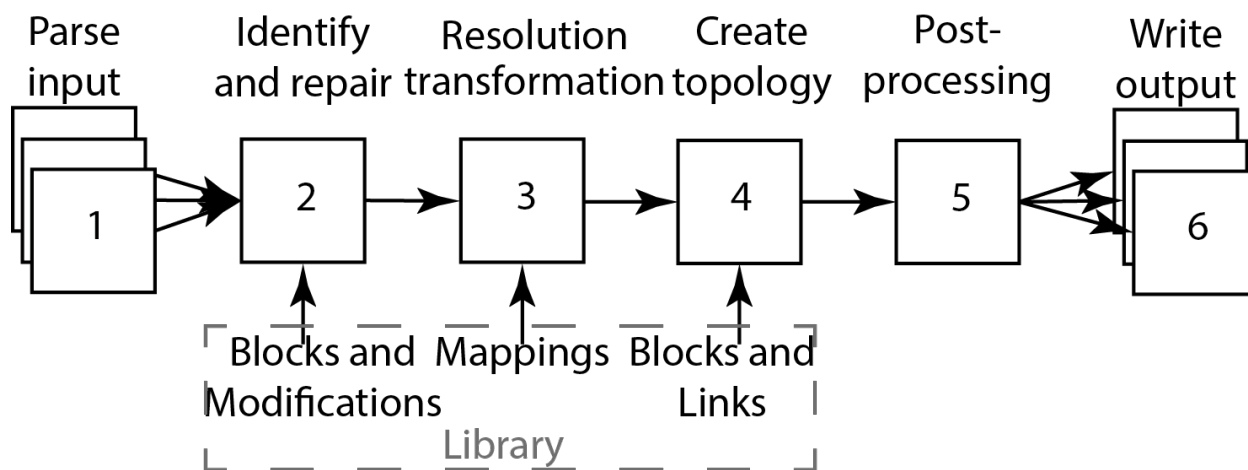 Parse
input
Identify
and repair
Resolution
transformation
Create
topology
Post-
processing
Write
output
1
2
3
4
5
6
Blocks and
Modifications
Mappings
Blocks and
Links
Library